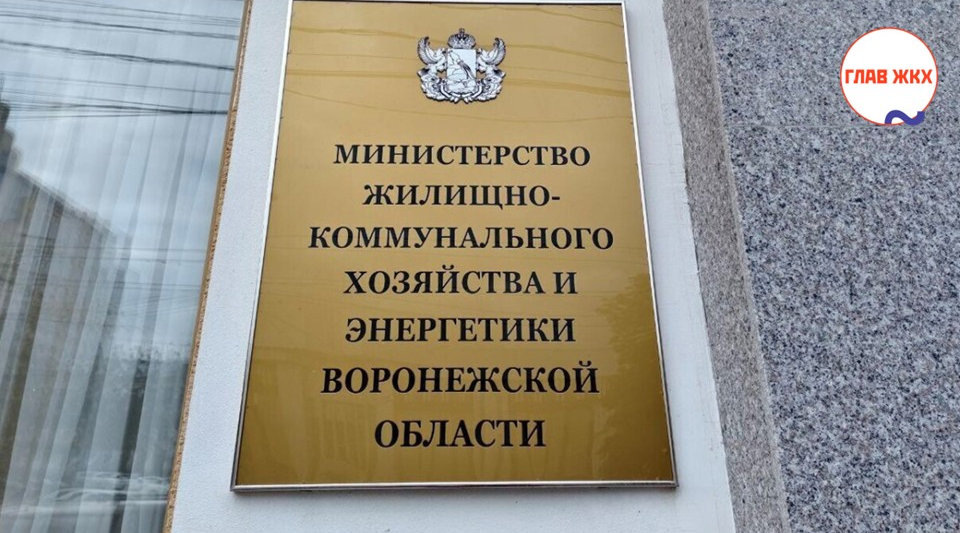 ГЛАВ ЖКХ
МИНИСТЕРСТВО
ЖИЛИЩНО-
КОММУНАЛЬНОГО
ХОЗЯЙСТВА И
ЭНЕРГЕТИКИ
ВОРОНЕЖСКОЙ
ОБЛАСТИ